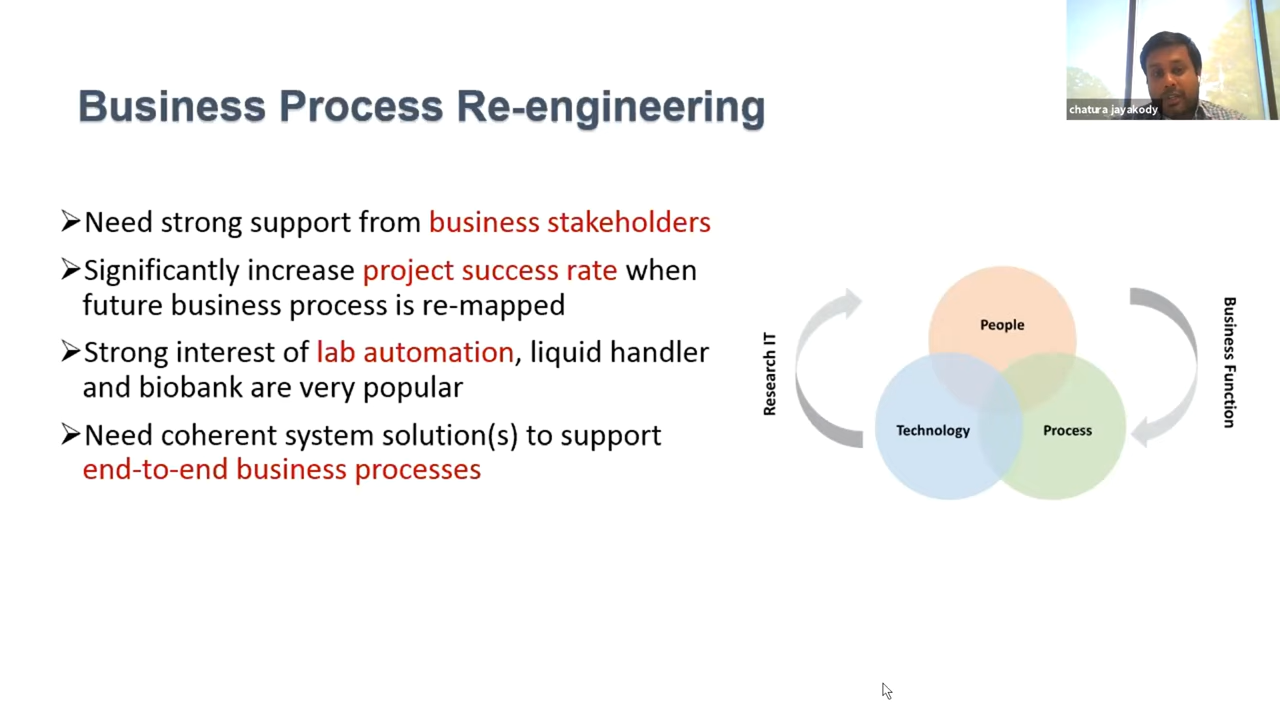 chatura jayakody
Business Process Re-engineering
➢Need strong support from business stakeholders
➢Significantly increase project success rate when
future business process is re-mapped
➢Strong interest of lab automation, liquid handler
and biobank are very popular
➢Need coherent system solution(s) to support
end-to-end business processes
Research IT
People
Technology
Process
Business Function